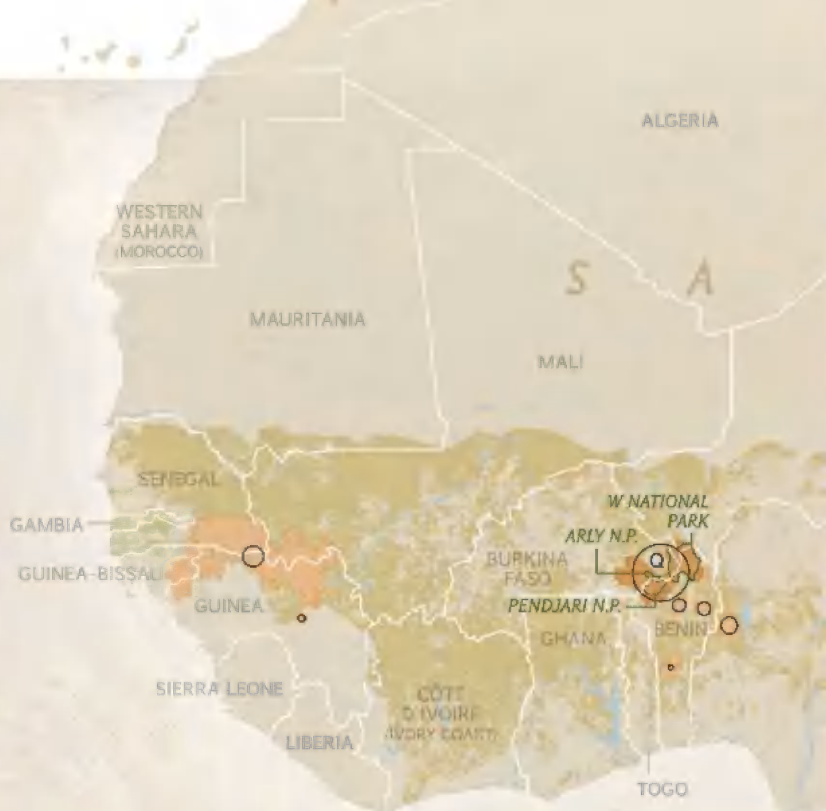 ALGERIA
WESTERN
SAHARA
(MOROCCO)
S A
MAURITANIA
MALI
SENEGAL
W NATIONAL
PARK
GAMBIA
ARLY N.P.
Q
BURKINA
FASO
GUINEA-BISSAU
GUINEA
PENDJARI N.P.
BENIN
GHANA
SIERRA LEONE
CÔTE
D'IVOIRE
(IVORY COAST)
LIBERIA
TOGO